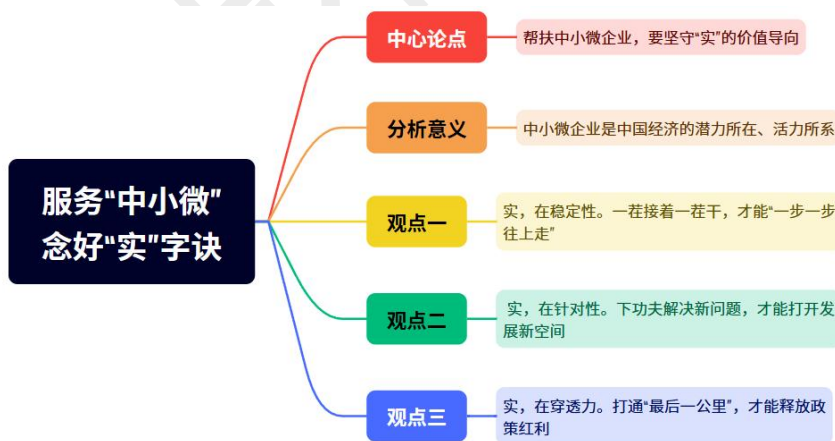 服务“中小微”
念好“实”字诀
中心论点
帮扶中小微企业，要坚守“实”的价值导向
分析意义
中小微企业是中国经济的潜力所在、活力所系
观点一
实，在稳定性。一茬接着一茬干，才能“一步一步
往上走”
观点二
实，在针对性。下功夫解决新问题，才能打开发
展新空间
观点三
实，在穿透力。打通“最后一公里”，才能释放政
策红利